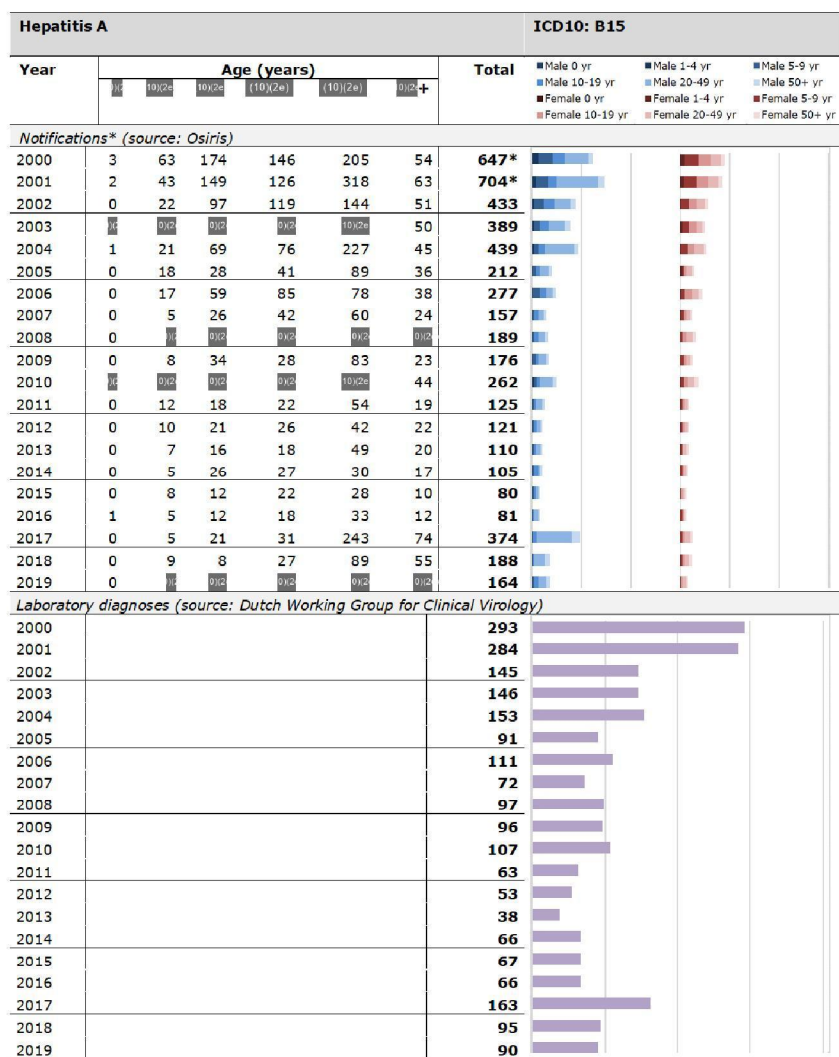 Hepatitis A ICD10: B15
Year Age (years) Total
(10)(2e) (10)(2e) +
Male 0 yr Male 1-4 yr Male 5-9 yr
Male 10-19 yr Male 20-49 yr Male 50+ yr
Female 0 yr Female 1-4 yr Female 5-9 yr
Female 10-19 yr Female 20-49 yr Female 50+ yr
Notifications* (source: Osiris)
2000 3 63 174 146 205 54 647*
2001 2 43 149 126 318 63 704*
2002 0 22 97 119 144 51 433
2003 50 389
2004 1 21 69 76 227 45 439
2005 0 18 28 41 89 36 212
2006 0 17 59 85 78 38 277
2007 0 5 26 42 60 24 157
2008 0 189
2009 0 8 34 28 83 23 176
2010 44 262
2011 0 12 18 22 54 19 125
2012 0 10 21 26 42 22 121
2013 0 7 16 18 49 20 110
2014 0 5 26 27 30 17 105
2015 0 8 12 22 28 10 80
2016 1 5 12 18 33 12 81
2017 0 5 21 31 243 74 374
2018 0 9 8 27 89 55 188
2019 0 164
Laboratory diagnoses (source: Dutch Working Group for Clinical Virology)
2000 293
2001 284
2002 145
2003 146
2004 153
2005 91
2006 111
2007 72
2008 97
2009 96
2010 107
2011 63
2012 53
2013 38
2014 66
2015 67
2016 66
2017 163
2018 95
2019 90